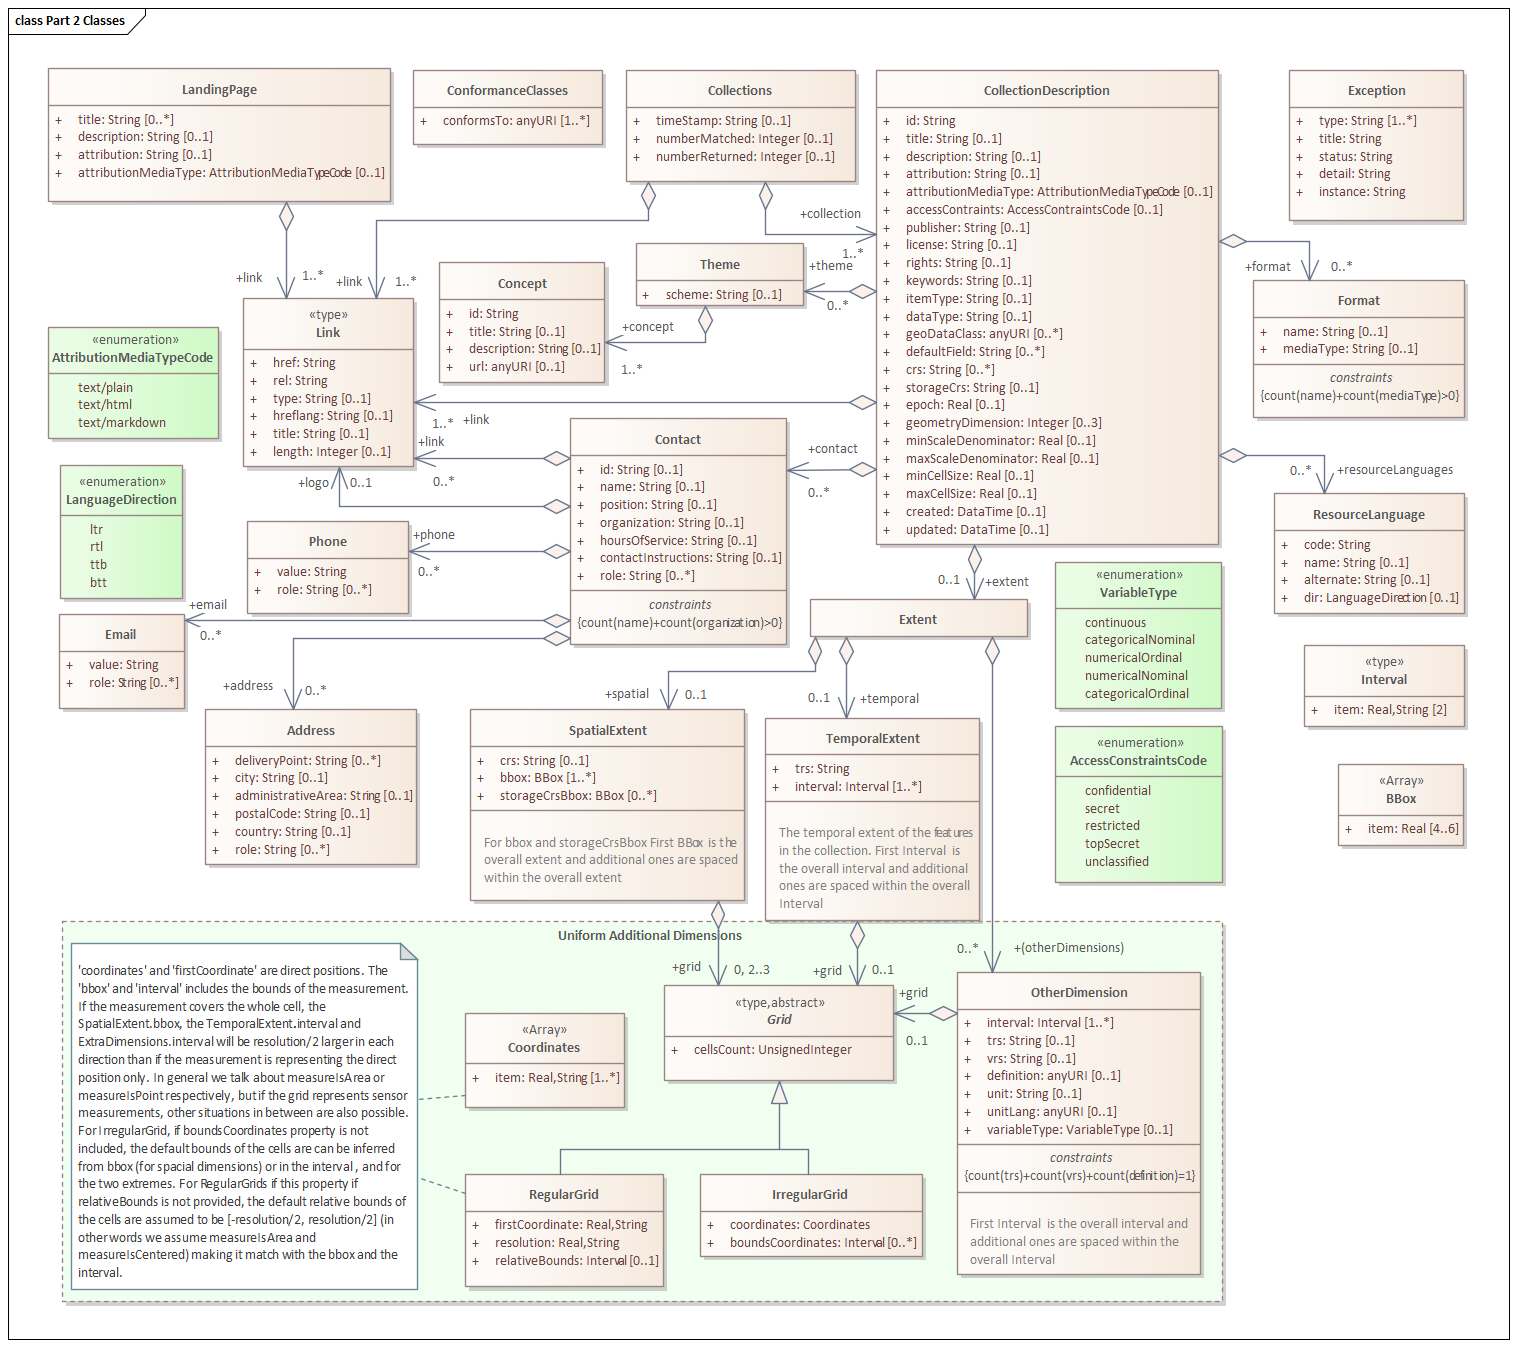 class Part 2 Classes
LandingPage
+ title: String [0..*]
+ description: String [0..1]
+ attribution: String [0..1]
+ attributionMediaType: AttributionMediaTypeCode [0..1]
ConformanceClasses
+ conformsTo: anyURI [1..*]
Collections
+ timeStamp: String [0..1]
+ numberMatched: Integer [0..1]
+ numberReturned: Integer [0..1]
CollectionDescription
+ id: String
+ title: String [0..1]
+ description: String [0..1]
+ attribution: String [0..1]
+ attributionMediaType: AttributionMediaTypeCode [0..1]
+ accessContraints: AccessContraintsCode [0..1]
+ publisher: String [0..1]
+ license: String [0..1]
+ rights: String [0..1]
+ keywords: String [0..1]
+ itemType: String [0..1]
+ dataType: String [0..1]
+ geoDataClass: anyURI [0..*]
+ defaultField: String [0..*]
+ crs: String [0..*]
+ storageCrs: String [0..1]
+ epoch: Real [0..1]
+ geometryDimension: Integer [0..3]
+ minScaleDenominator: Real [0..1]
+ maxScaleDenominator: Real [0..1]
+ minCellSize: Real [0..1]
+ maxCellSize: Real [0..1]
+ created: DataTime [0..1]
+ updated: DataTime [0..1]
Exception
+ type: String [1..*]
+ title: String
+ status: String
+ detail: String
+ instance: String
+link
1..*
+link
1..*
+collection
1..*
+theme
0..*
+format
0..*
Theme
+ scheme: String [0..1]
Concept
+ id: String
+ title: String [0..1]
+ description: String [0..1]
+ url: anyURI [0..1]
+concept
1..*
Format
+ name: String [0..1]
+ mediaType: String [0..1]
constraints
{count(name)+count(mediaType)>0}
«type»
Link
+ href: String
+ rel: String
+ type: String [0..1]
+ hreflang: String [0..1]
+ title: String [0..1]
+ length: Integer [0..1]
«enumeration»
AttributionMediaTypeCode
text/plain
text/html
text/markdown
1..*
+link
+link
0..*
+logo
0..1
Contact
+ id: String [0..1]
+ name: String [0..1]
+ position: String [0..1]
+ organization: String [0..1]
+ hoursOfService: String [0..1]
+ contactInstructions: String [0..1]
+ role: String [0..*]
constraints
{count(name)+count(organization)>0}
+contact
0..*
0..*
+resourceLanguages
ResourceLanguage
+ code: String
+ name: String [0..1]
+ alternate: String [0..1]
+ dir: LanguageDirection [0..1]
«enumeration»
LanguageDirection
ltr
rtl
ttb
btt
Phone
+ value: String
+ role: String [0..*]
+phone
0..*
+email
0..*
Email
+ value: String
+ role: String [0..*]
+address
0..*
Address
+ deliveryPoint: String [0..*]
+ city: String [0..1]
+ administrativeArea: String [0..1]
+ postalCode: String [0..1]
+ country: String [0..1]
+ role: String [0..*]
0..1
+extent
Extent
«enumeration»
VariableType
continuous
categoricalNominal
numericalOrdinal
numericalNominal
categoricalOrdinal
«type»
Interval
+ item: Real,String [2]
+spatial
0..1
0..1
+temporal
SpatialExtent
+ crs: String [0..1]
+ bbox: BBox [1..*]
+ storageCrsBbox: BBox [0..*]
For bbox and storageCrsBbox First BBox is the
overall extent and additional ones are spaced
within the overall extent
TemporalExtent
+ trs: String
+ interval: Interval [1..*]
The temporal extent of the features
in the collection. First Interval is
the overall interval and additional
ones are spaced within the overall
Interval
«enumeration»
AccessConstraintsCode
confidential
secret
restricted
topSecret
unclassified
«Array»
BBox
+ item: Real [4..6]
Uniform Additional Dimensions
'coordinates' and 'firstCoordinate' are direct positions. The
'bbox' and 'interval' includes the bounds of the measurement.
If the measurement covers the whole cell, the
SpatialExtent.bbox, the TemporalExtent.interval and
ExtraDimensions.interval will be resolution/2 larger in each
direction than if the measurement is representing the direct
position only. In general we talk about measureIsArea or
measureIsPoint respectively, but if the grid represents sensor
measurements, other situations in between are also possible.
For IrregularGrid, if boundsCoordinates property is not
included, the default bounds of the cells are can be inferred
from bbox (for spacial dimensions) or in the interval , and for
the two extremes. For RegularGrids if this property if
relativeBounds is not provided, the default relative bounds of
the cells are assumed to be [-resolution/2, resolution/2] (in
other words we assume measureIsArea and
measureIsCentered) making it match with the bbox and the
interval.
+grid
0, 2..3
+grid
0..1
0..*
+(otherDimensions)
+grid
0..1
«type,abstract»
Grid
+ cellsCount: UnsignedInteger
«Array»
Coordinates
+ item: Real,String [1..*]
OtherDimension
+ interval: Interval [1..*]
+ trs: String [0..1]
+ vrs: String [0..1]
+ definition: anyURI [0..1]
+ unit: String [0..1]
+ unitLang: anyURI [0..1]
+ variableType: VariableType [0..1]
constraints
{count(trs)+count(vrs)+count(definition)=1}
First Interval is the overall interval and
additional ones are spaced within the
overall Interval
RegularGrid
+ firstCoordinate: Real,String
+ resolution: Real,String
+ relativeBounds: Interval [0..1]
IrregularGrid
+ coordinates: Coordinates
+ boundsCoordinates: Interval [0..*]